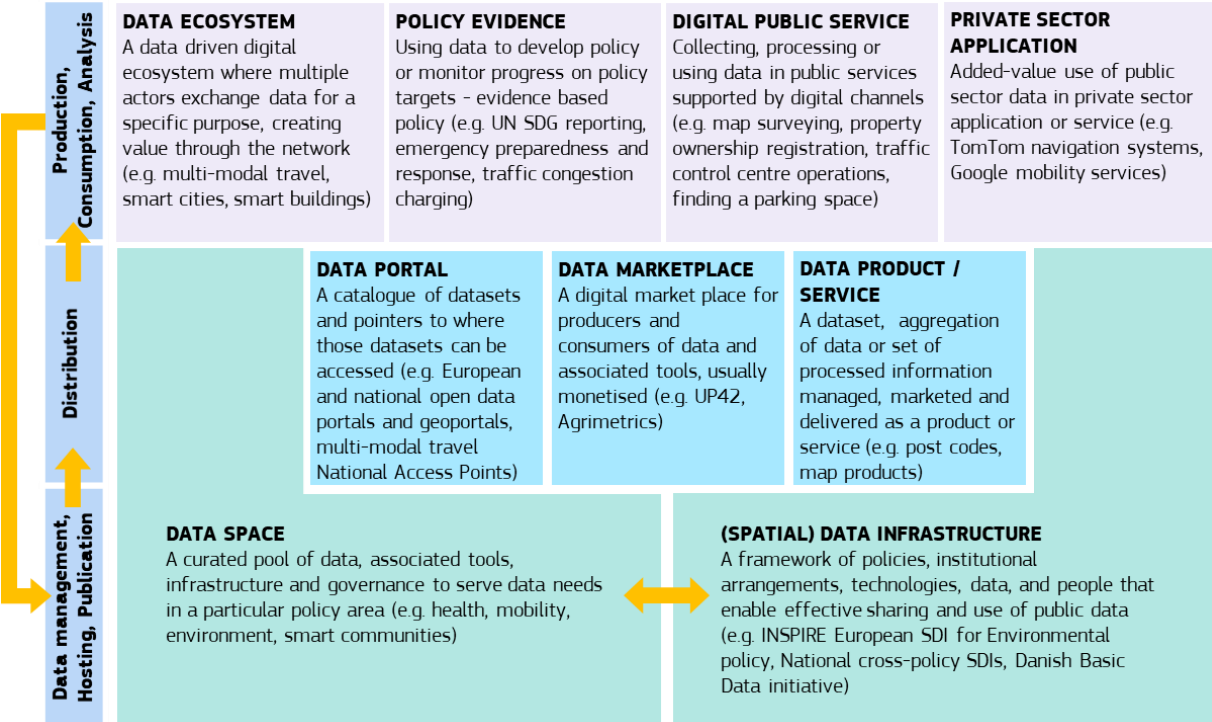 Production,
Consumption, Analysis
DATA ECOSYSTEM
A data driven digital
ecosystem where multiple
actors exchange data for a
specific purpose, creating
value through the network
(e.g. multi-modal travel,
smart cities, smart buildings)
POLICY EVIDENCE
Using data to develop policy
or monitor progress on policy
targets - evidence based
policy (e.g. UN SDG reporting,
emergency preparedness and
response, traffic congestion
charging)
DIGITAL PUBLIC SERVICE
Collecting, processing or
using data in public services
supported by digital channels
(e.g. map surveying, property
ownership registration, traffic
control centre operations,
finding a parking space)
PRIVATE SECTOR
APPLICATION
Added-value use of public
sector data in private sector
application or service (e.g.
TomTom navigation systems,
Google mobility services)
Distribution
DATA PORTAL
A catalogue of datasets
and pointers to where
those datasets can be
accessed (e.g. European
and national open data
portals and geoportals,
multi-modal travel
National Access Points)
DATA MARKETPLACE
A digital market place for
producers and
consumers of data and
associated tools, usually
monetised (e.g. UP42,
Agrimetrics)
DATA PRODUCT /
SERVICE
A dataset, aggregation
of data or set of
processed information
managed, marketed and
delivered as a product or
service (e.g. post codes,
map products)
Data management,
Hosting, Publication
DATA SPACE
A curated pool of data, associated tools,
infrastructure and governance to serve data needs
in a particular policy area (e.g. health, mobility,
environment, smart communities)
(SPATIAL) DATA INFRASTRUCTURE
A framework of policies, institutional
arrangements, technologies, data, and people that
enable effective sharing and use of public data
(e.g. INSPIRE European SDI for Environmental
policy, National cross-policy SDIs, Danish Basic
Data initiative)